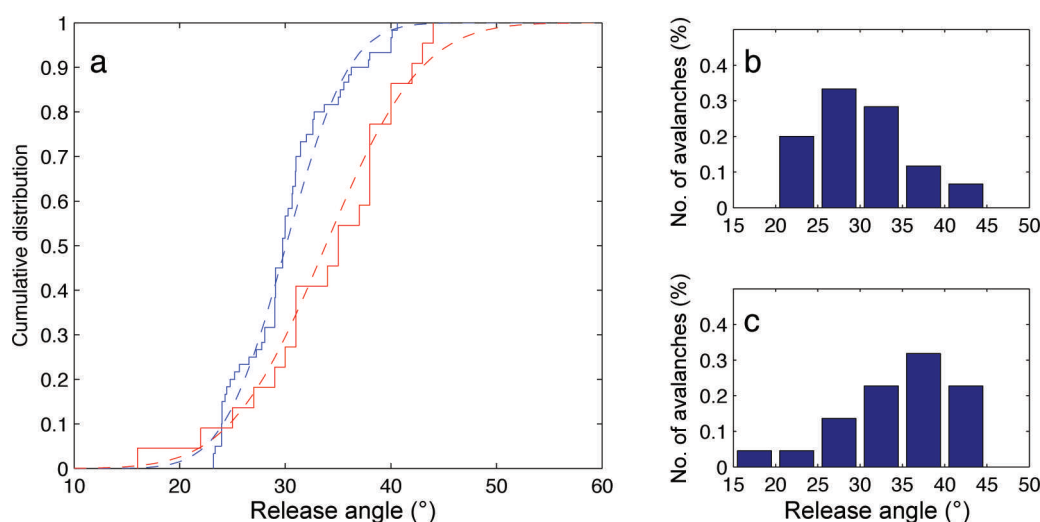 a
1
0.9
0.8
0.7
0.6
0.5
0.4
0.3
0.2
0.1
0
Cumulative distribution
10 20 30 40 50 60
Release angle (°)
b
0.4
0.3
0.2
0.1
0
No. of avalanches (%)
15 20 25 30 35 40 45 50
c
0.4
0.3
0.2
0.1
0
No. of avalanches (%)
15 20 25 30 35 40 45 50
Release angle (°)